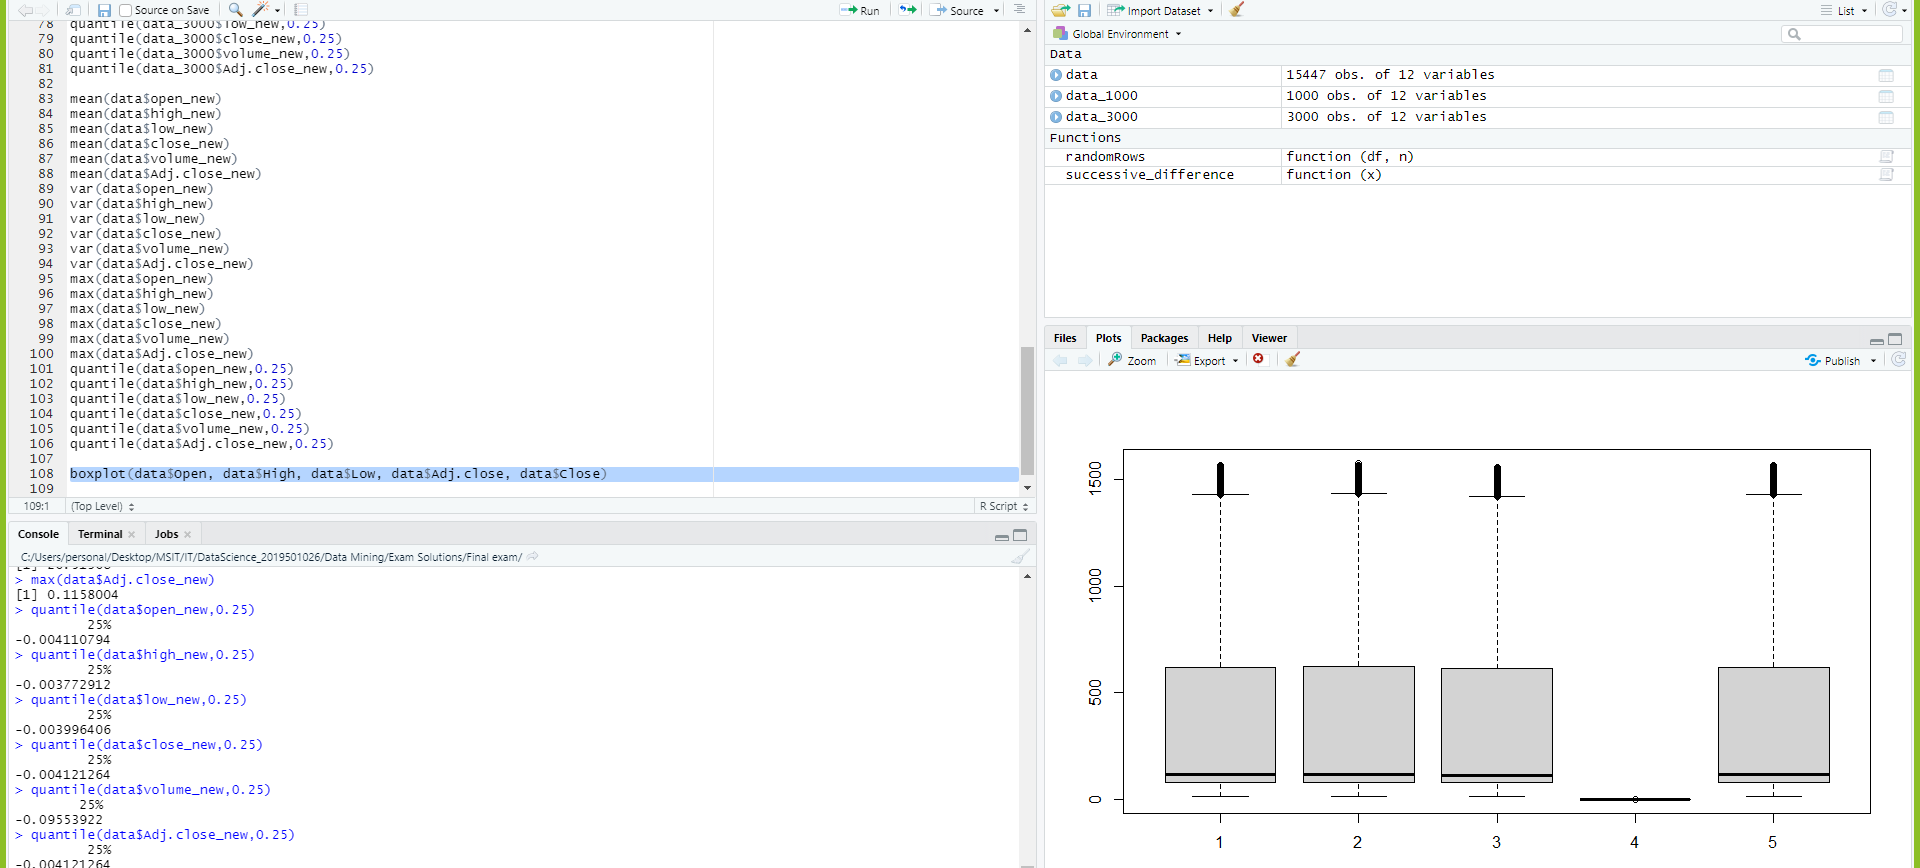 Source on Save
Run
Source
78 quantile(data_3000$low_new,0.25)
79 quantile(data_3000$close_new,0.25)
80 quantile(data_3000$volume_new,0.25)
81 quantile(data_3000$Adj.close_new,0.25)
82
83 mean(data$open_new)
84 mean(data$high_new)
85 mean(data$low_new)
86 mean(data$close_new)
87 mean(data$volume_new)
88 mean(data$Adj.close_new)
89 var(data$open_new)
90 var(data$high_new)
91 var(data$low_new)
92 var(data$close_new)
93 var(data$volume_new)
94 var(data$Adj.close_new)
95 max(data$open_new)
96 max(data$high_new)
97 max(data$low_new)
98 max(data$close_new)
99 max(data$volume_new)
100 max(data$Adj.close_new)
101 quantile(data$open_new,0.25)
102 quantile(data$high_new,0.25)
103 quantile(data$low_new,0.25)
104 quantile(data$close_new,0.25)
105 quantile(data$volume_new,0.25)
106 quantile(data$Adj.close_new,0.25)
107
108 boxplot(data$Open, data$High, data$Low, data$Adj.close, data$Close)
109
109:1 (Top Level) R Script
Console Terminal Jobs
C:/Users/personal/Desktop/MSIT/IT/DataScience_2019501026/Data Mining/Exam Solutions/Final exam/
> max(data$Adj.close_new)
[1] 0.1158004
> quantile(data$open_new,0.25)
25%
-0.004110794
> quantile(data$high_new,0.25)
25%
-0.003772912
> quantile(data$low_new,0.25)
25%
-0.003996406
> quantile(data$close_new,0.25)
25%
-0.004121264
> quantile(data$volume_new,0.25)
25%
-0.09553922
> quantile(data$Adj.close_new,0.25)
25%
-0.004121264
Import Dataset
List
Global Environment
Data
data 15447 obs. of 12 variables
data_1000 1000 obs. of 12 variables
data_3000 3000 obs. of 12 variables
Functions
randomRows function (df, n)
successive_difference function (x)
Files Plots Packages Help Viewer
Zoom Export Publish
1500
1000
500
0
1 2 3 4 5